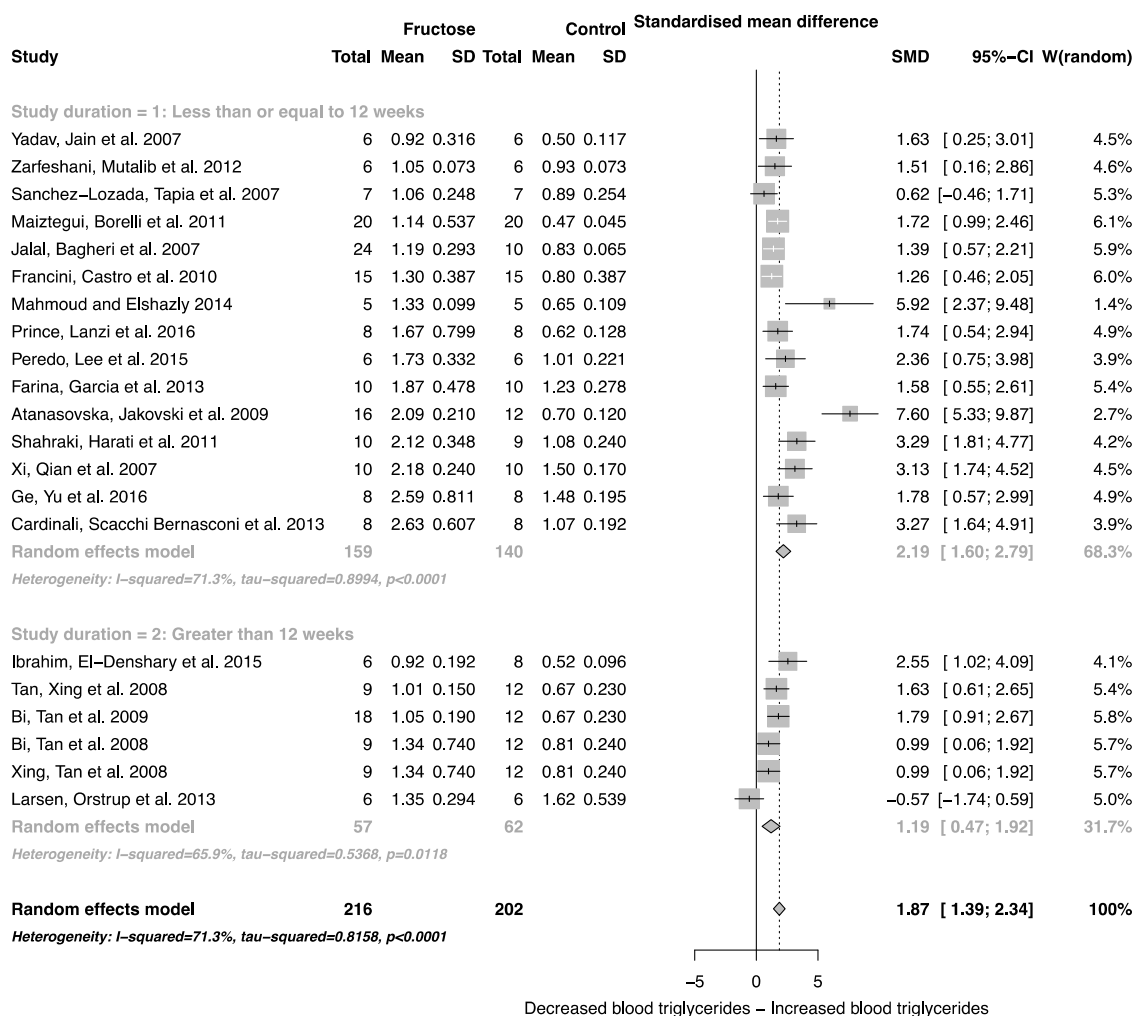 Fructose Control Standardised mean difference
Study Total Mean SD Total Mean SD SMD 95%−CI W(random)
Study duration = 1: Less than or equal to 12 weeks
Yadav, Jain et al. 2007 6 0.92 0.316 6 0.50 0.117 1.63 [ 0.25; 3.01] 4.5%
Zarfeshani, Mutalib et al. 2012 6 1.05 0.073 6 0.93 0.073 1.51 [ 0.16; 2.86] 4.6%
Sanchez−Lozada, Tapia et al. 2007 7 1.06 0.248 7 0.89 0.254 0.62 [−0.46; 1.71] 5.3%
Maiztegui, Borelli et al. 2011 20 1.14 0.537 20 0.47 0.045 1.72 [ 0.99; 2.46] 6.1%
Jalal, Bagheri et al. 2007 24 1.19 0.293 10 0.83 0.065 1.39 [ 0.57; 2.21] 5.9%
Francini, Castro et al. 2010 15 1.30 0.387 15 0.80 0.387 1.26 [ 0.46; 2.05] 6.0%
Mahmoud and Elshazly 2014 5 1.33 0.099 5 0.65 0.109 5.92 [ 2.37; 9.48] 1.4%
Prince, Lanzi et al. 2016 8 1.67 0.799 8 0.62 0.128 1.74 [ 0.54; 2.94] 4.9%
Peredo, Lee et al. 2015 6 1.73 0.332 6 1.01 0.221 2.36 [ 0.75; 3.98] 3.9%
Farina, Garcia et al. 2013 10 1.87 0.478 10 1.23 0.278 1.58 [ 0.55; 2.61] 5.4%
Atanasovska, Jakovski et al. 2009 16 2.09 0.210 12 0.70 0.120 7.60 [ 5.33; 9.87] 2.7%
Shahraki, Harati et al. 2011 10 2.12 0.348 9 1.08 0.240 3.29 [ 1.81; 4.77] 4.2%
Xi, Qian et al. 2007 10 2.18 0.240 10 1.50 0.170 3.13 [ 1.74; 4.52] 4.5%
Ge, Yu et al. 2016 8 2.59 0.811 8 1.48 0.195 1.78 [ 0.57; 2.99] 4.9%
Cardinali, Scacchi Bernasconi et al. 2013 8 2.63 0.607 8 1.07 0.192 3.27 [ 1.64; 4.91] 3.9%
Random effects model 159 140 2.19 [ 1.60; 2.79] 68.3%
Heterogeneity: I−squared=71.3%, tau−squared=0.8994, p<0.0001
Study duration = 2: Greater than 12 weeks
Ibrahim, El−Denshary et al. 2015 6 0.92 0.192 8 0.52 0.096 2.55 [ 1.02; 4.09] 4.1%
Tan, Xing et al. 2008 9 1.01 0.150 12 0.67 0.230 1.63 [ 0.61; 2.65] 5.4%
Bi, Tan et al. 2009 18 1.05 0.190 12 0.67 0.230 1.79 [ 0.91; 2.67] 5.8%
Bi, Tan et al. 2008 9 1.34 0.740 12 0.81 0.240 0.99 [ 0.06; 1.92] 5.7%
Xing, Tan et al. 2008 9 1.34 0.740 12 0.81 0.240 0.99 [ 0.06; 1.92] 5.7%
Larsen, Orstrup et al. 2013 6 1.35 0.294 6 1.62 0.539 −0.57 [−1.74; 0.59] 5.0%
Random effects model 57 62 1.19 [ 0.47; 1.92] 31.7%
Heterogeneity: I−squared=65.9%, tau−squared=0.5368, p=0.0118
Random effects model 216 202 1.87 [ 1.39; 2.34] 100%
Heterogeneity: I−squared=71.3%, tau−squared=0.8158, p<0.0001
−5 0 5
Decreased blood triglycerides − Increased blood triglycerides